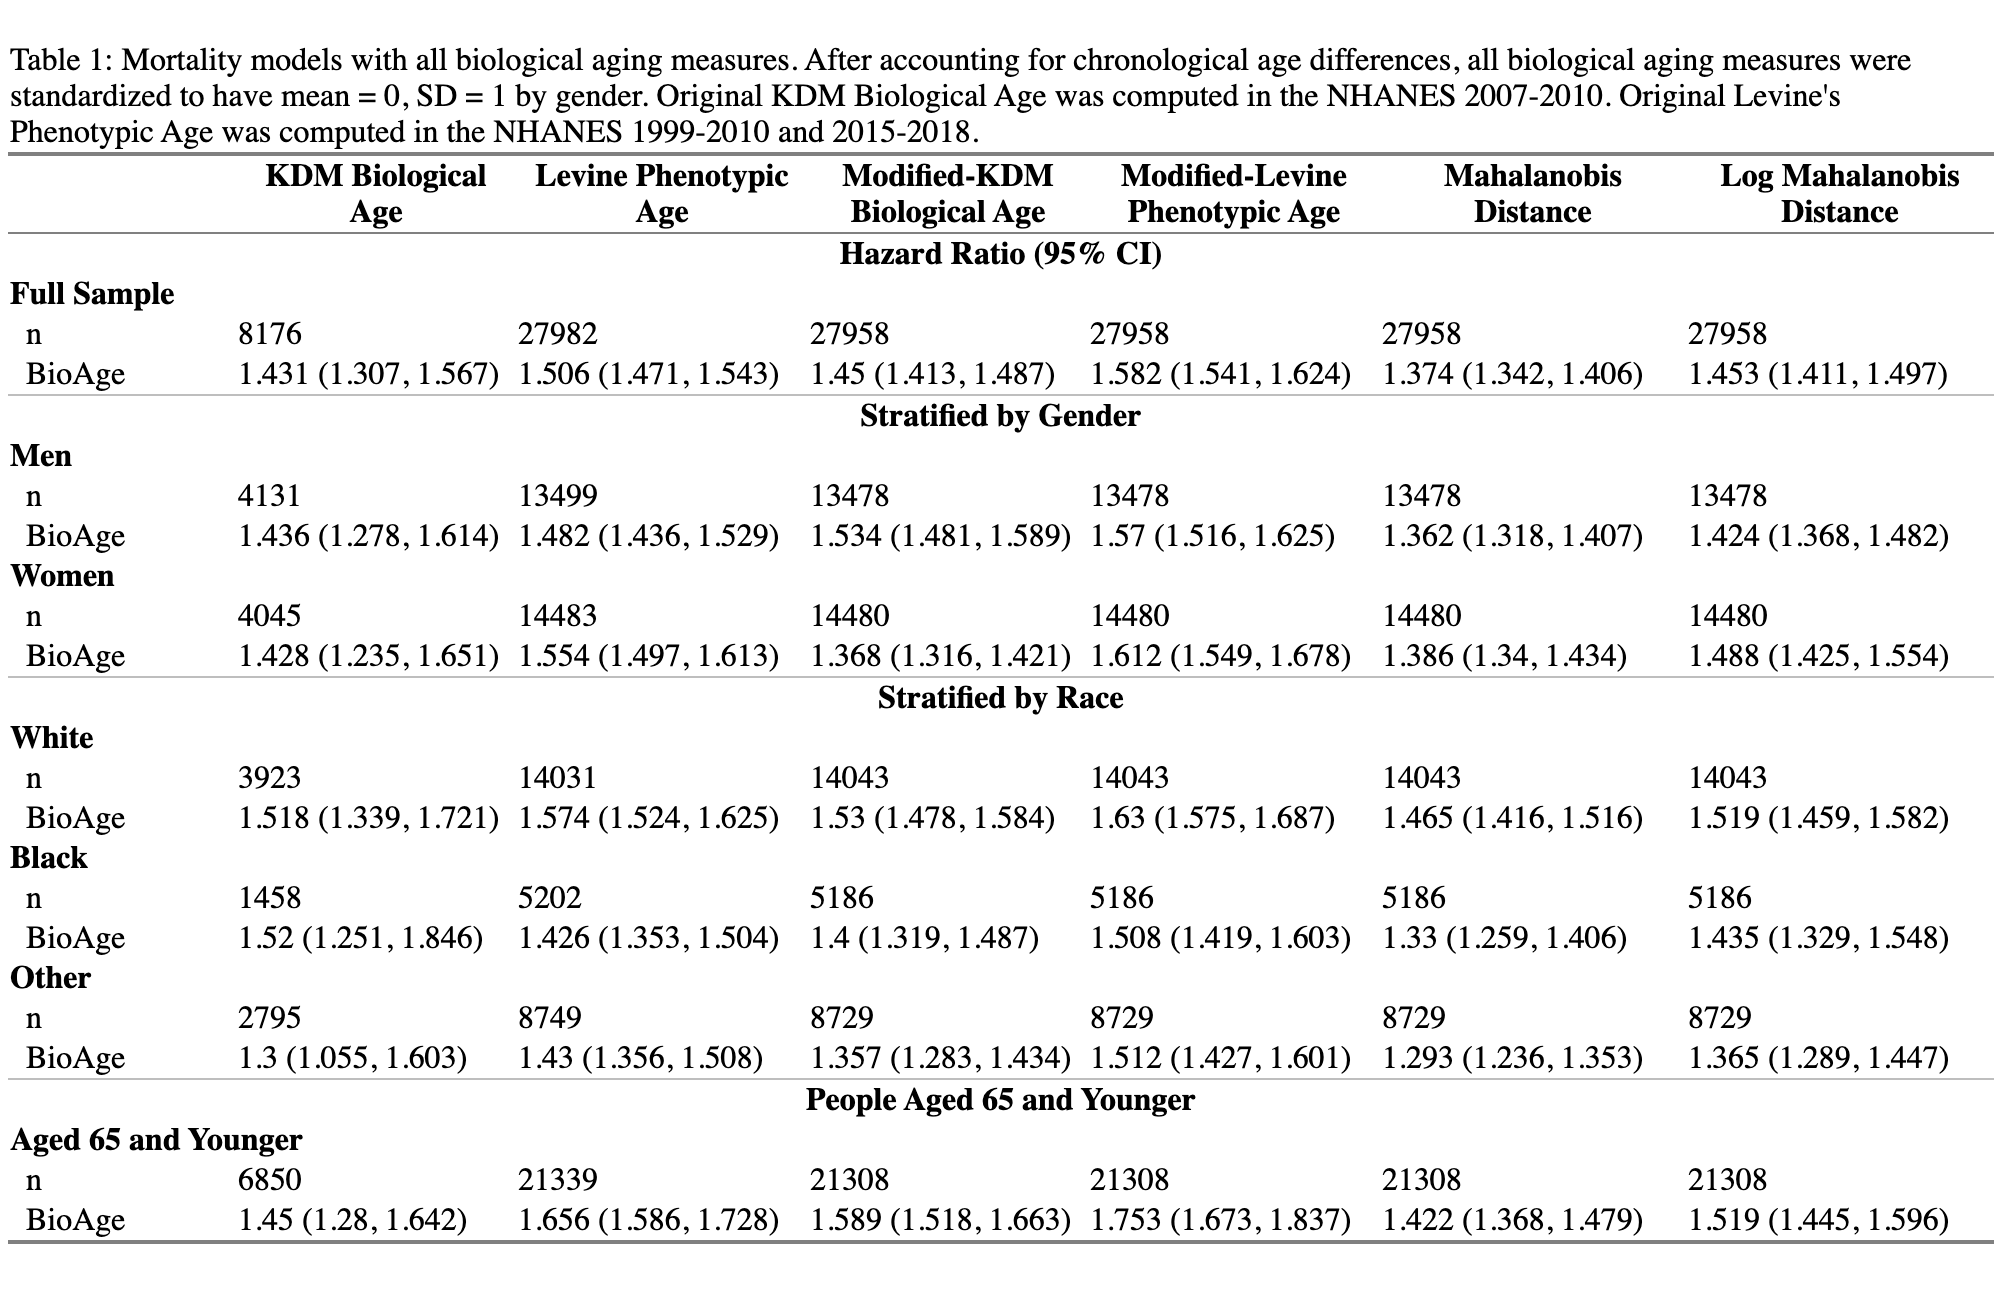 Table 1: Mortality models with all biological aging measures. After accounting for chronological age differences, all biological aging measures were
standardized to have mean = 0, SD = 1 by gender. Original KDM Biological Age was computed in the NHANES 2007-2010. Original Levine's
Phenotypic Age was computed in the NHANES 1999-2010 and 2015-2018.
KDM Biological Levine Phenotypic Modified-KDM Modified-Levine Mahalanobis Log Mahalanobis
Age Age Biological Age Phenotypic Age Distance Distance
Hazard Ratio (95% CI)
Full Sample
n 8176 27982 27958 27958 27958 27958
BioAge 1.431 (1.307, 1.567) 1.506 (1.471, 1.543) 1.45 (1.413, 1.487) 1.582 (1.541, 1.624) 1.374 (1.342, 1.406) 1.453 (1.411, 1.497)
Stratified by Gender
Men
n 4131 13499 13478 13478 13478 13478
BioAge 1.436 (1.278, 1.614) 1.482 (1.436, 1.529) 1.534 (1.481, 1.589) 1.57 (1.516, 1.625) 1.362 (1.318, 1.407) 1.424 (1.368, 1.482)
Women
n 4045 14483 14480 14480 14480 14480
BioAge 1.428 (1.235, 1.651) 1.554 (1.497, 1.613) 1.368 (1.316, 1.421) 1.612 (1.549, 1.678) 1.386 (1.34, 1.434) 1.488 (1.425, 1.554)
Stratified by Race
White
n 3923 14031 14043 14043 14043 14043
BioAge 1.518 (1.339, 1.721) 1.574 (1.524, 1.625) 1.53 (1.478, 1.584) 1.63 (1.575, 1.687) 1.465 (1.416, 1.516) 1.519 (1.459, 1.582)
Black
n 1458 5202 5186 5186 5186 5186
BioAge 1.52 (1.251, 1.846) 1.426 (1.353, 1.504) 1.4 (1.319, 1.487) 1.508 (1.419, 1.603) 1.33 (1.259, 1.406) 1.435 (1.329, 1.548)
Other
n 2795 8749 8729 8729 8729 8729
BioAge 1.3 (1.055, 1.603) 1.43 (1.356, 1.508) 1.357 (1.283, 1.434) 1.512 (1.427, 1.601) 1.293 (1.236, 1.353) 1.365 (1.289, 1.447)
People Aged 65 and Younger
Aged 65 and Younger
n 6850 21339 21308 21308 21308 21308
BioAge 1.45 (1.28, 1.642) 1.656 (1.586, 1.728) 1.589 (1.518, 1.663) 1.753 (1.673, 1.837) 1.422 (1.368, 1.479) 1.519 (1.445, 1.596)